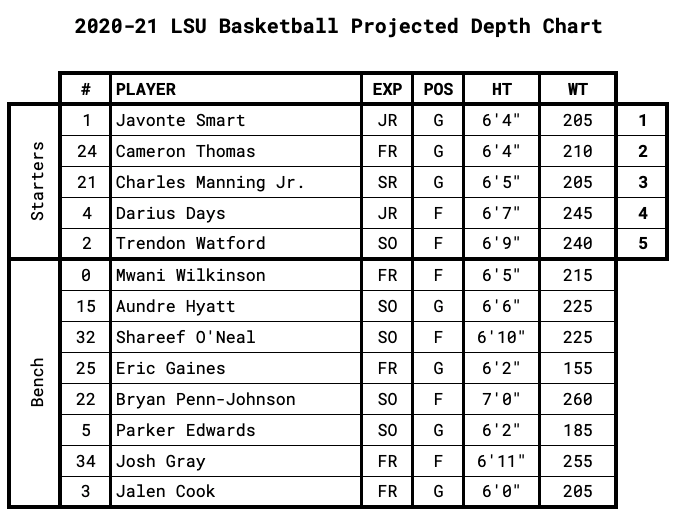 2020-21 LSU Basketball Projected Depth Chart
# PLAYER EXP POS HT WT
Starters
1 Javonte Smart JR G 6'4" 205 1
24 Cameron Thomas FR G 6'4" 210 2
21 Charles Manning Jr. SR G 6'5" 205 3
4 Darius Days JR F 6'7" 245 4
2 Trendon Watford SO F 6'9" 240 5
Bench
0 Mwani Wilkinson FR F 6'5" 215
15 Aundre Hyatt SO G 6'6" 225
32 Shareef O'Neal SO F 6'10" 225
25 Eric Gaines FR G 6'2" 155
22 Bryan Penn-Johnson SO F 7'0" 260
5 Parker Edwards SO G 6'2" 185
34 Josh Gray FR F 6'11" 255
3 Jalen Cook FR G 6'0" 205